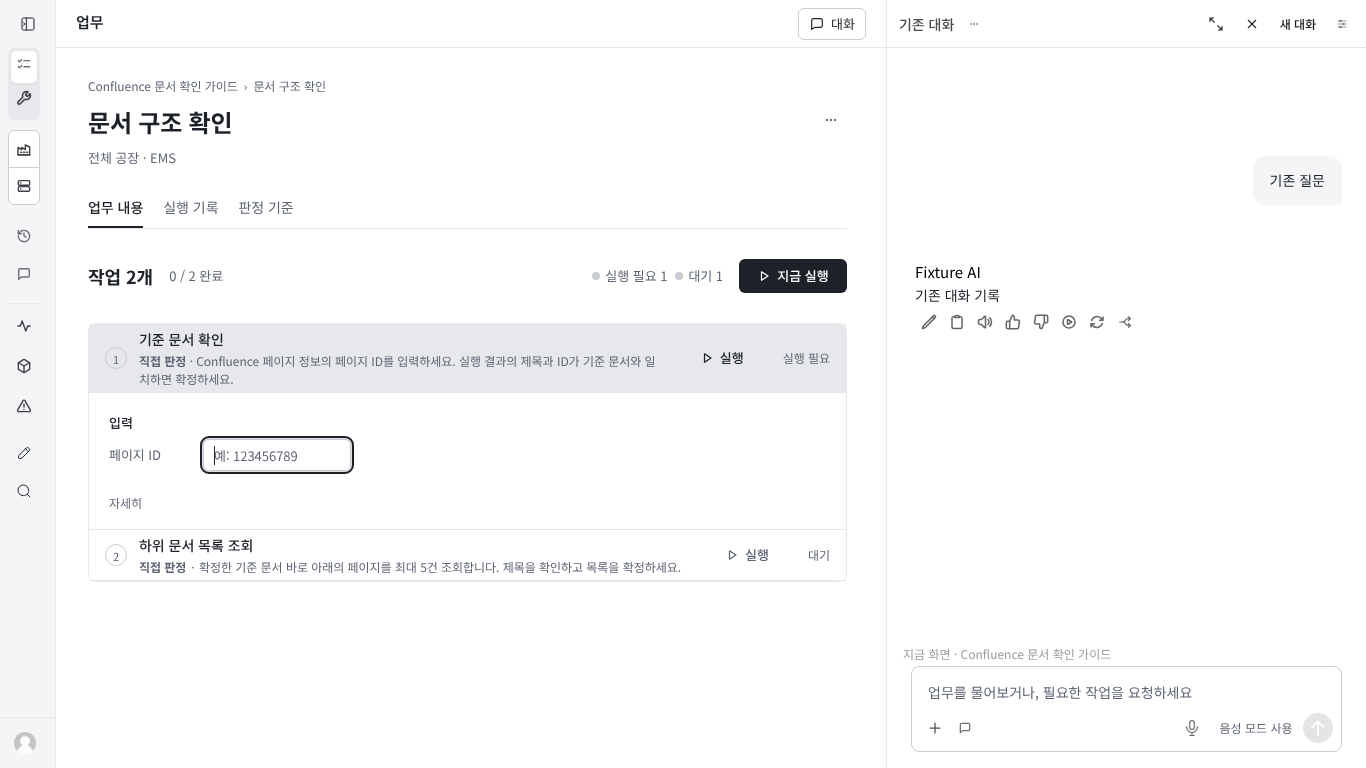 업무
대화
기존 대화
새 대화
Confluence 문서 확인 가이드 › 문서 구조 확인
문서 구조 확인
전체 공장 · EMS
업무 내용
실행 기록
판정 기준
작업 2개
0 / 2 완료
실행 필요 1
대기 1
지금 실행
1
기준 문서 확인
직접 판정 · Confluence 페이지 정보의 페이지 ID를 입력하세요. 실행 결과의 제목과 ID가 기준 문서와 일
치하면 확정하세요.
실행
실행 필요
입력
페이지 ID
예: 123456789
자세히
2
하위 문서 목록 조회
직접 판정 · 확정한 기준 문서 바로 아래의 페이지를 최대 5건 조회합니다. 제목을 확인하고 목록을 확정하세요.
실행
대기
기존 질문
Fixture AI
기존 대화 기록
지금 화면 · Confluence 문서 확인 가이드
업무를 물어보거나, 필요한 작업을 요청하세요
음성 모드 사용